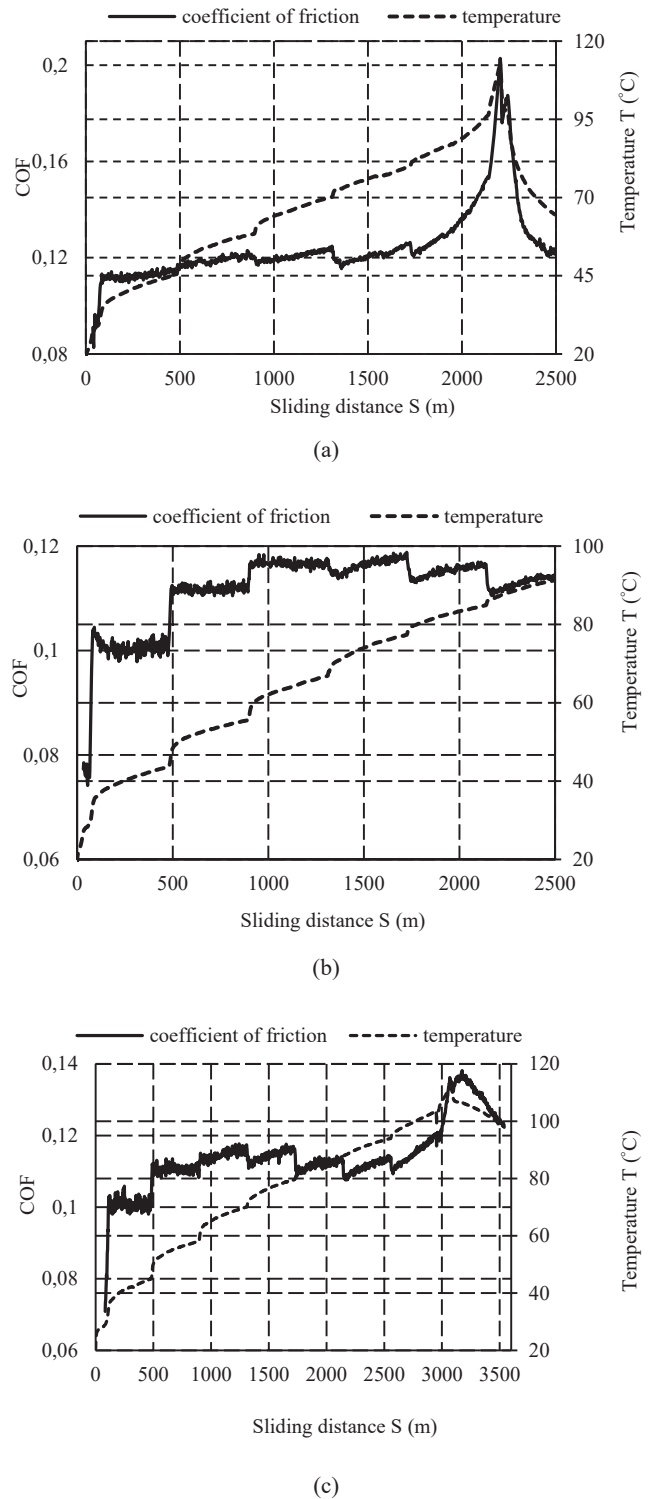 coefficient of friction temperature
0,2 120
0,16 95
COF Temperature T (˚C)
70
0,12
45
0,08 20
0 500 1000 1500 2000 2500
Sliding distance S (m)
(a)
coefficient of friction temperature
0,12 100
80
0,1
COF Temperature T (˚C)
60
0,08
40
0,06 20
0 500 1000 1500 2000 2500
Sliding distance S (m)
(b)
coefficient of friction temperature
0,14 120
100
0,12
80
COF 0,1 Temperature T (˚C)
60
0,08
40
0,06 20
0 500 1000 1500 2000 2500 3000 3500
Sliding distance S (m)
(c)